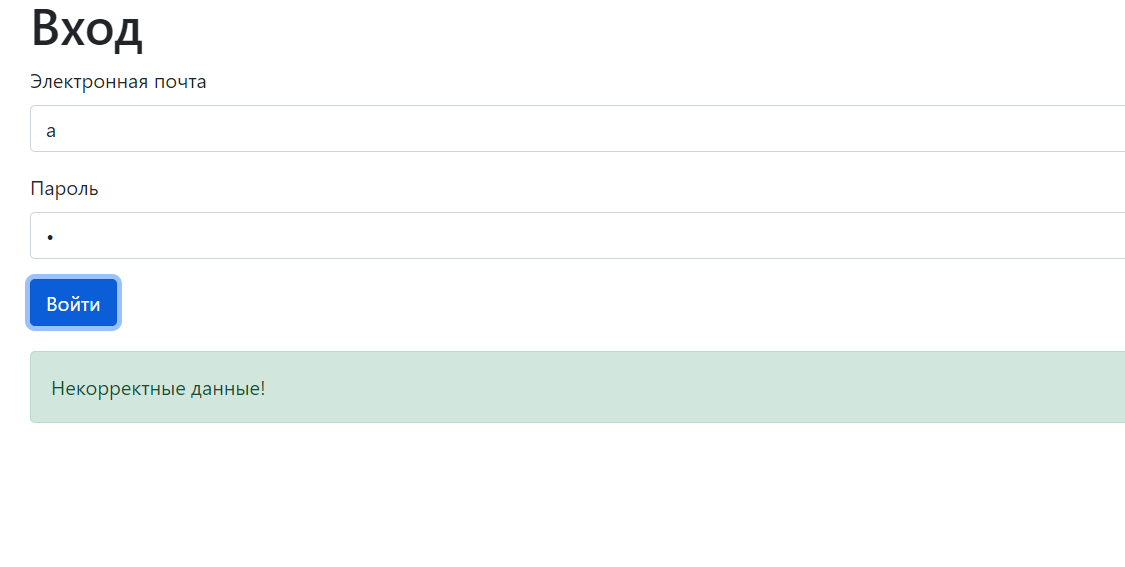 Вход
Электронная почта
а
Пароль
•
Войти
Некорректные данные!